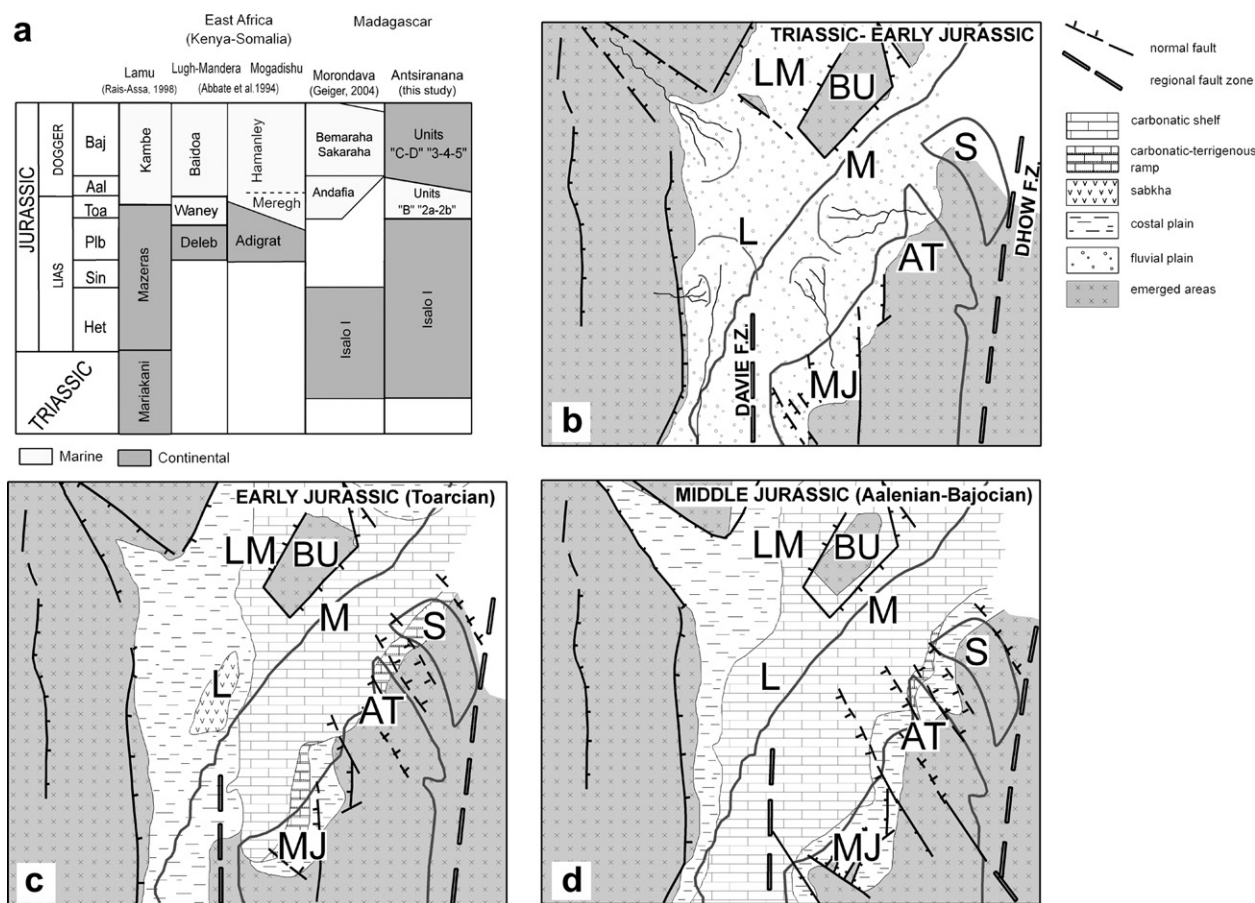 a
East Africa
(Kenya-Somalia)
Madagascar
Lamu
(Rais-Assa, 1998)
Lugh-Mandera
Mogadishu
(Abbate et al.1994)
Morondava
(Geiger, 2004)
Antsiranana
(this study)
JURASSIC
DOGGER
LIAS
TRIASSIC
Baj
Aal
Toa
Plb
Sin
Het
Kambe
Mazeras
Mariakani
Baidoa
Waney
Deleb
Hamanley
Meregh
Adigrat
Bemaraha
Sakaraha
Andafia
Isalo I
Units
"C-D" "3-4-5"
Units
"B" "2a-2b"
Isalo I
Marine
Continental
TRIASSIC- EARLY JURASSIC
LM
BU
M
S
L
AT
MJ
DAVIE F.Z.
DHOW F.Z.
b
normal fault
regional fault zone
carbonatic shelf
carbonatic-terrigenous
ramp
sabkha
costal plain
fluvial plain
emerged areas
EARLY JURASSIC (Toarcian)
LM
BU
M
S
L
AT
MJ
c
MIDDLE JURASSIC (Aalenian-Bajocian)
LM
BU
M
S
L
AT
MJ
d